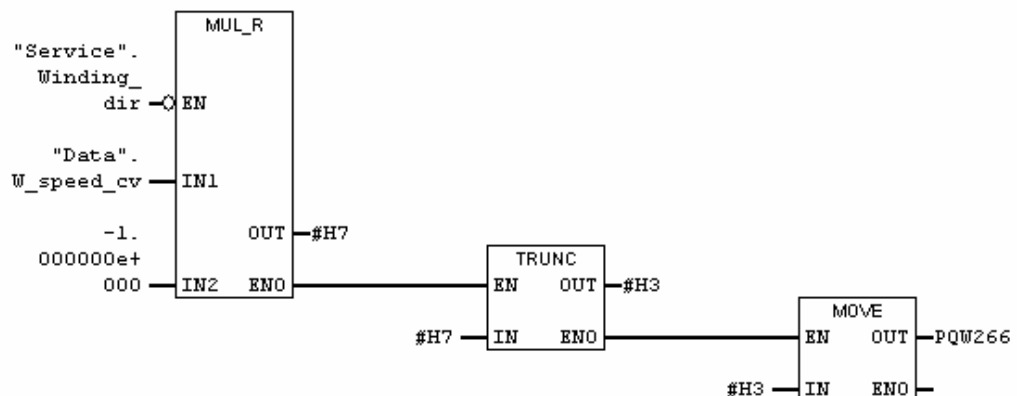 MUL_R
"Service".
Winding_
dir EN
"Data".
W_speed_cv IN1
-1. OUT #H7
000000e+
000 IN2 ENO
TRUNC
EN OUT #H3
#H7 IN ENO
MOVE
EN OUT PQW266
#H3 IN ENO